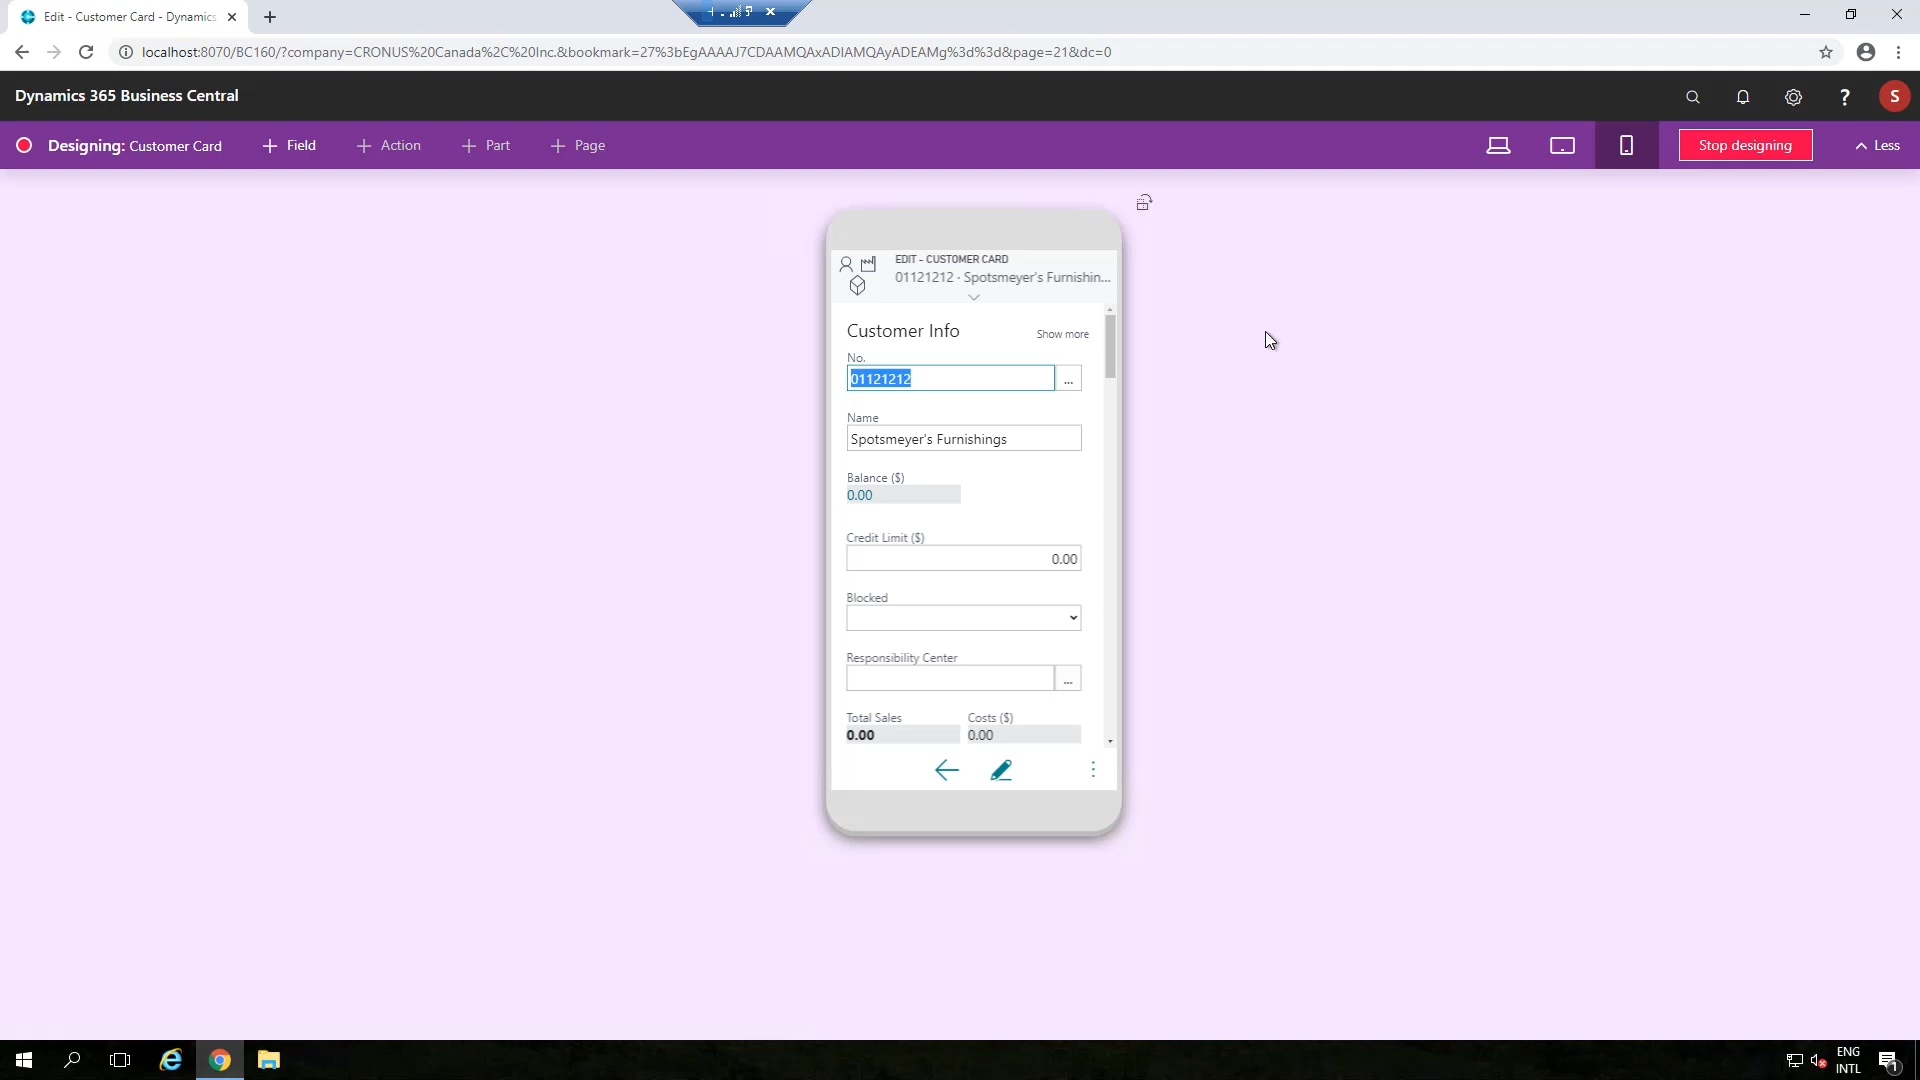 Edit - Customer Card - Dynamics
localhost:8070/BC160/?company=CRONUS%20Canada%2C%20Inc.&bookmark=27%3bEgAAAAJ7CDAAMQAxADIAMQAyADEAMg%3d%3d&page=21&dc=0
Dynamics 365 Business Central
?
S
Designing: Customer Card
Field
Action
Part
Page
Stop designing
Less
EDIT - CUSTOMER CARD
01121212 · Spotsmeyer's Furnishin...
Customer Info
Show more
No.
01121212
...
Name
Spotsmeyer's Furnishings
Balance ($)
0.00
Credit Limit ($)
0.00
Blocked
Responsibility Center
...
Total Sales
Costs ($)
0.00
0.00
ENG
INTL
1